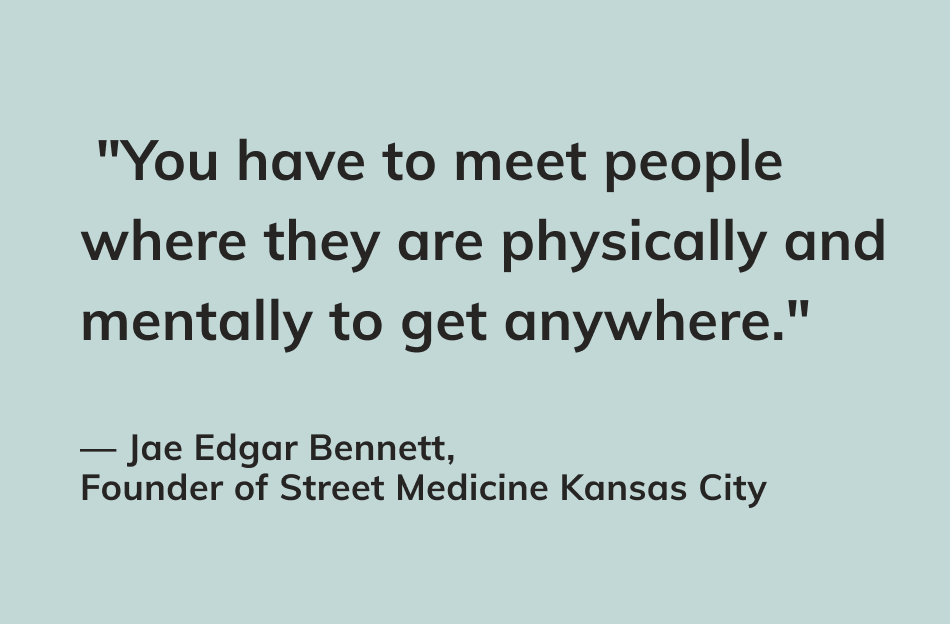 "You have to meet people
where they are physically and
mentally to get anywhere."
— Jae Edgar Bennett,
Founder of Street Medicine Kansas City